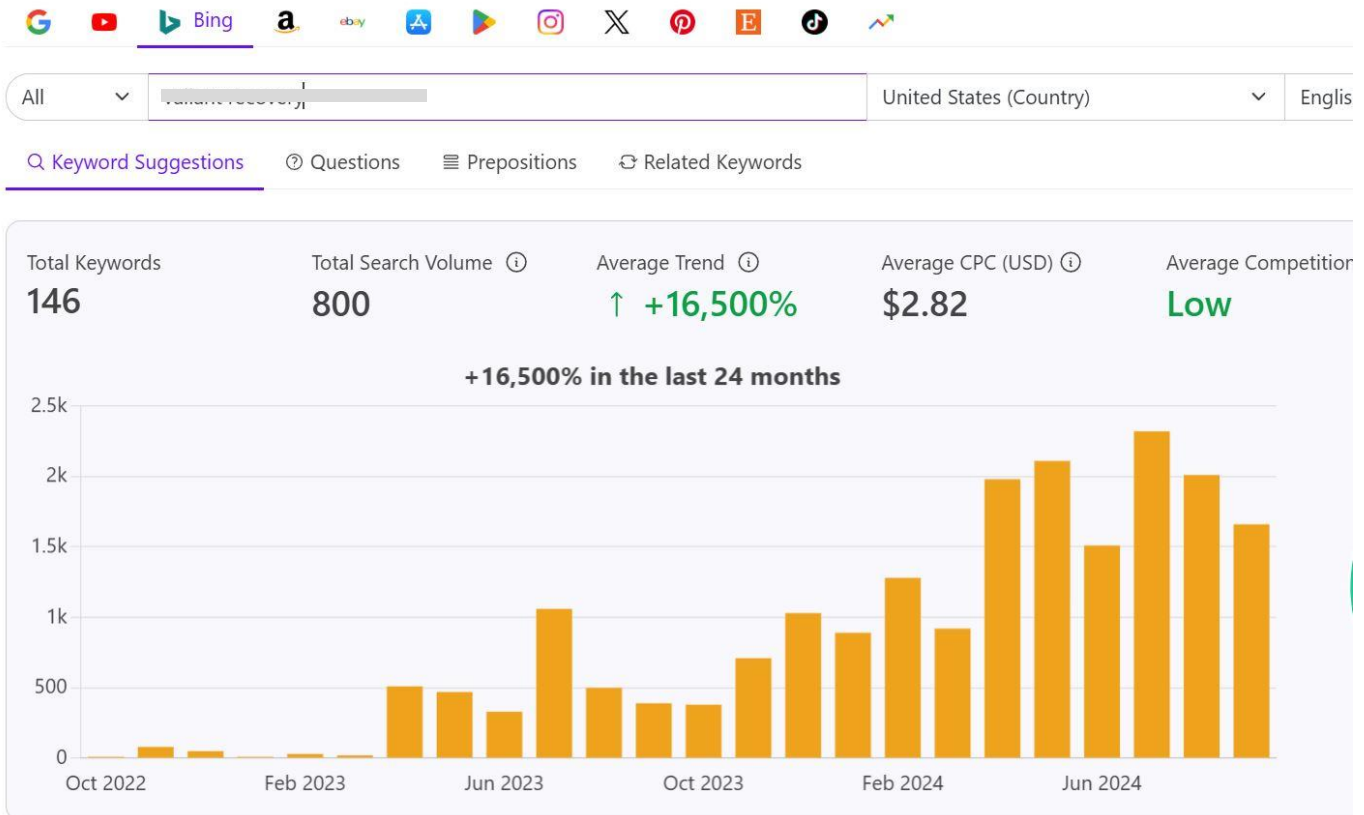 Bing
ebay
All
United States (Country)
Englis
Keyword Suggestions
Questions
Prepositions
Related Keywords
Total Keywords
146
Total Search Volume
800
Average Trend
↑ +16,500%
Average CPC (USD)
$2.82
Average Competition
Low
+16,500% in the last 24 months
2.5k
2k
1.5k
1k
500
0
Oct 2022
Feb 2023
Jun 2023
Oct 2023
Feb 2024
Jun 2024